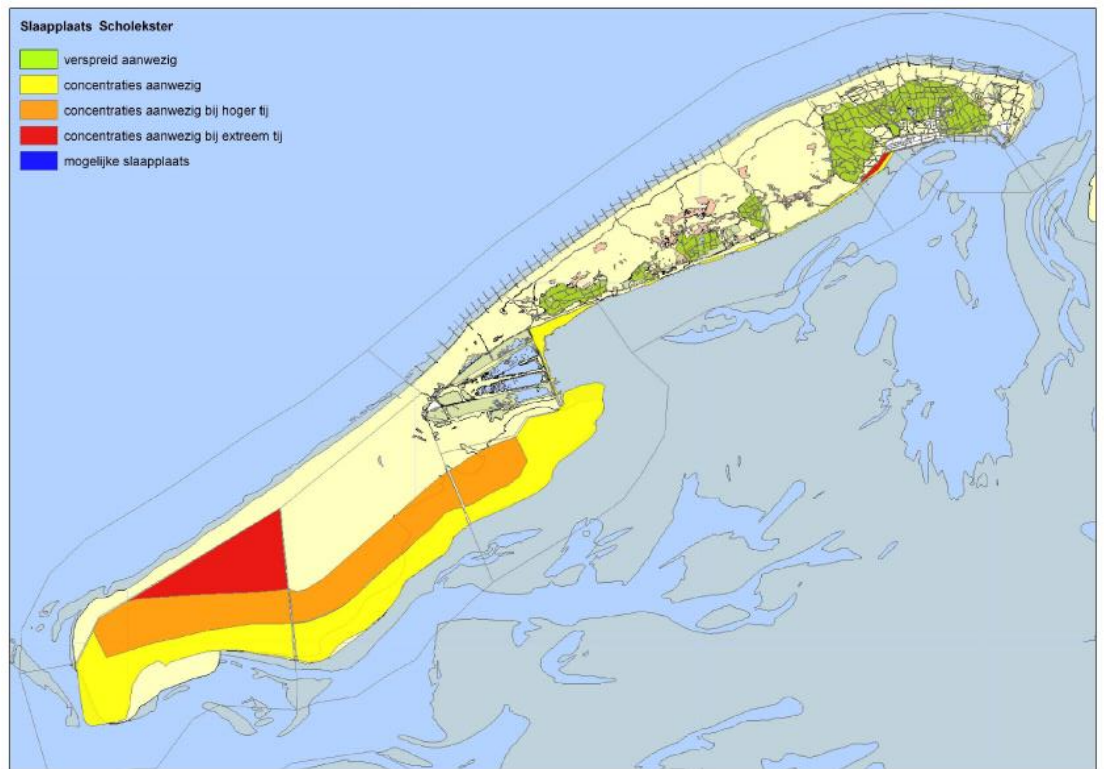 Slaapplaats Scholekster
verspreid aanwezig
concentraties aanwezig
concentraties aanwezig bij hoger tij
concentraties aanwezig bij extreem tij
mogelijke slaapplaats